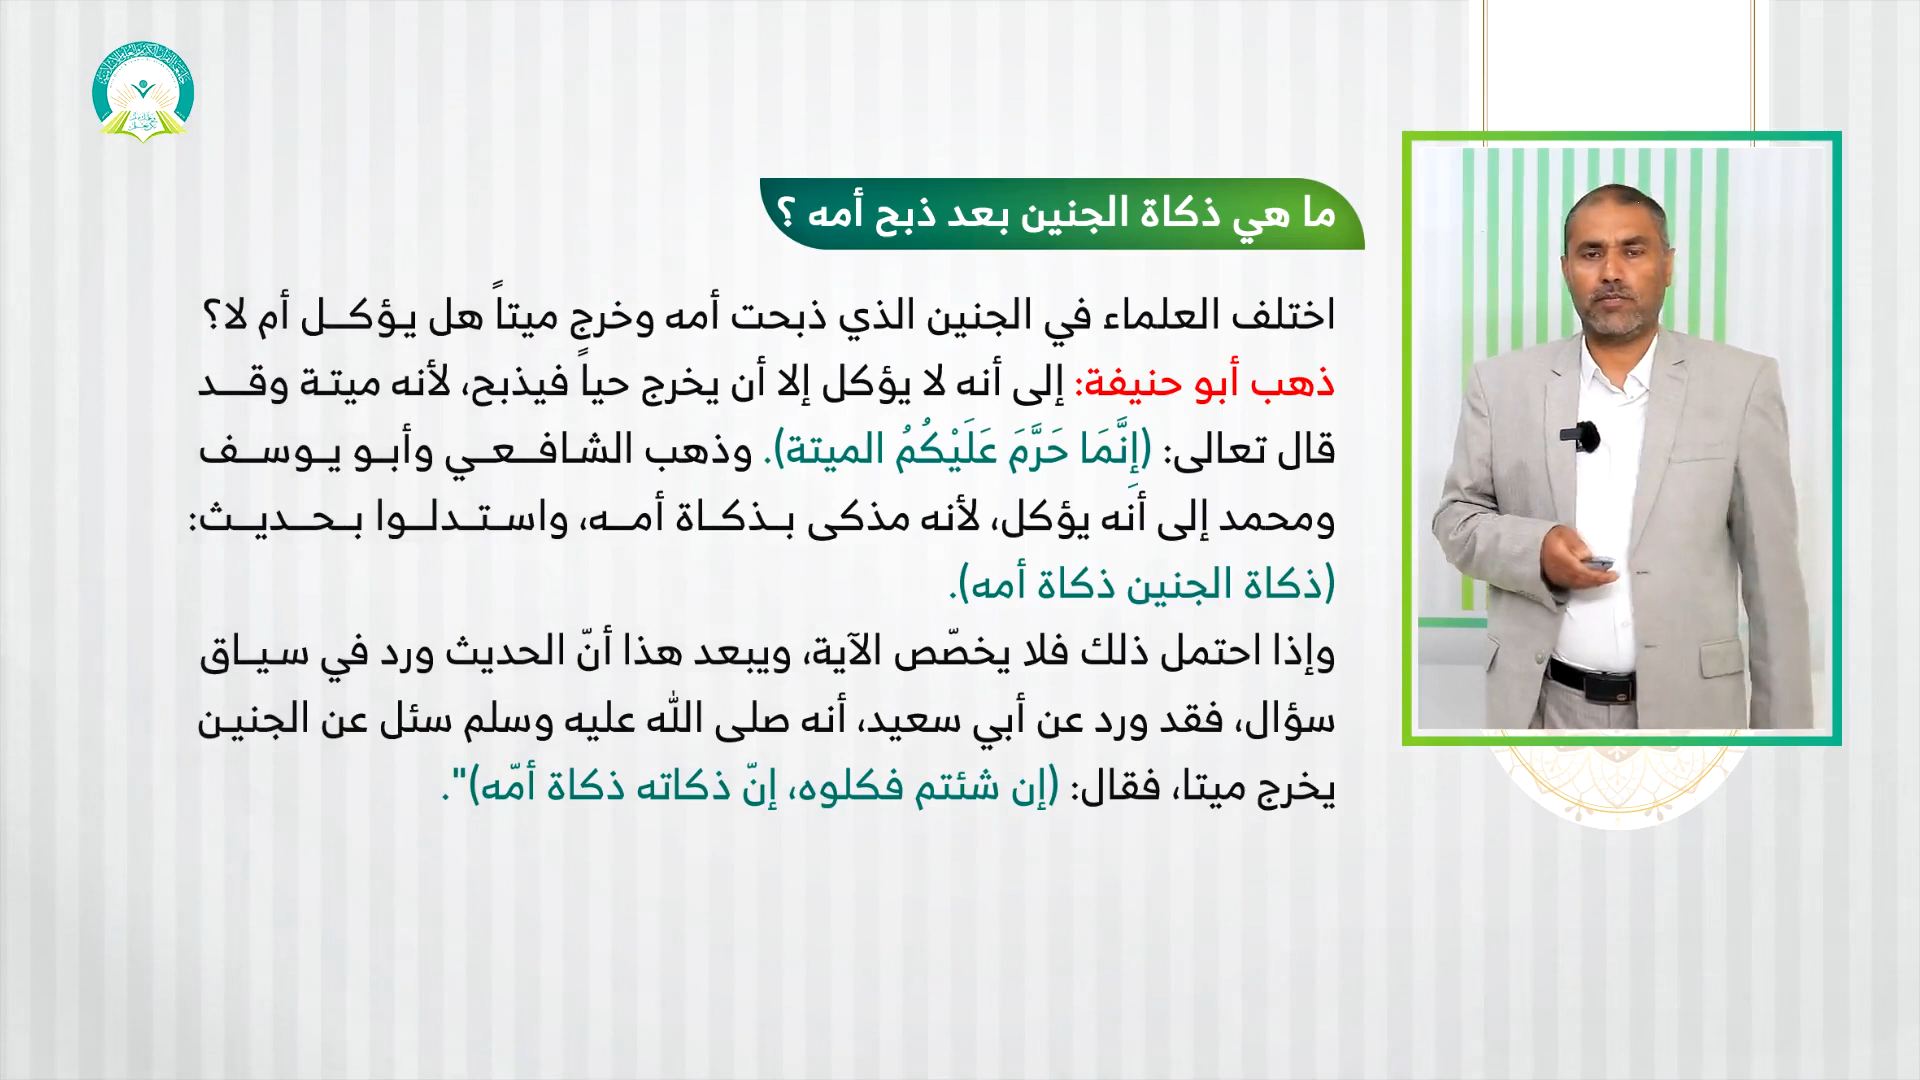 ما هي ذكاة الجنين بعد ذبح أمه ؟
اختلف العلماء في الجنين الذي ذبحت أمه وخرج ميتاً هل يؤكل أم لا؟
ذهب أبو حنيفة: إلى أنه لا يؤكل إلا أن يخرج حياً فيذبح، لأنه ميتة وقد
قال تعالى: (إِنَّمَا حَرَّمَ عَلَيْكُمُ الميتة). وذهب الشافعي وأبو يوسف
ومحمد إلى أنَه يؤكل، لأنه مذكى بذكاة أمه، واستدلوا بحديث:
(ذكاة الجنين ذكاة أمه).
وإذا احتمل ذلك فلا يخصّص الآية، ويبعد هذا أنّ الحديث ورد في سياق
سؤال، فقد ورد عن أبي سعيد، أنه صلى الله عليه وسلم سئل عن الجنين
يخرج ميتا، فقال: (إن شئتم فكلوه، إنّ ذكاته ذكاة أمّه)".